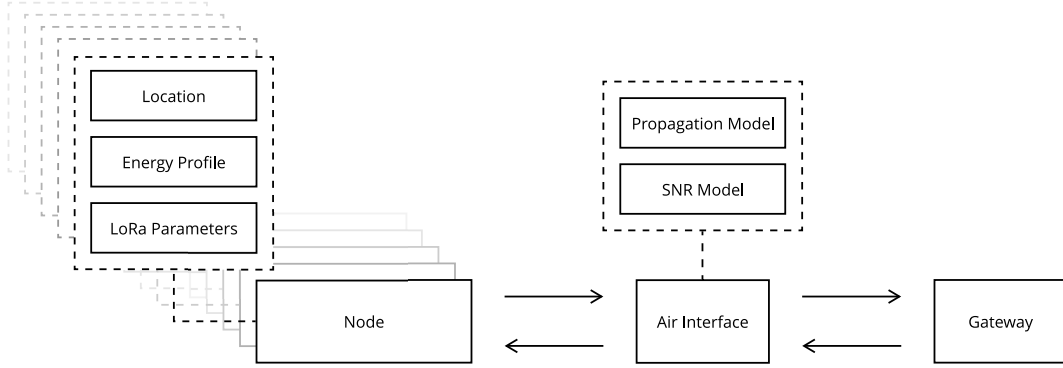 Location
Energy Profile
LoRa Parameters
Propagation Model
SNR Model
Node
Air Interface
Gateway